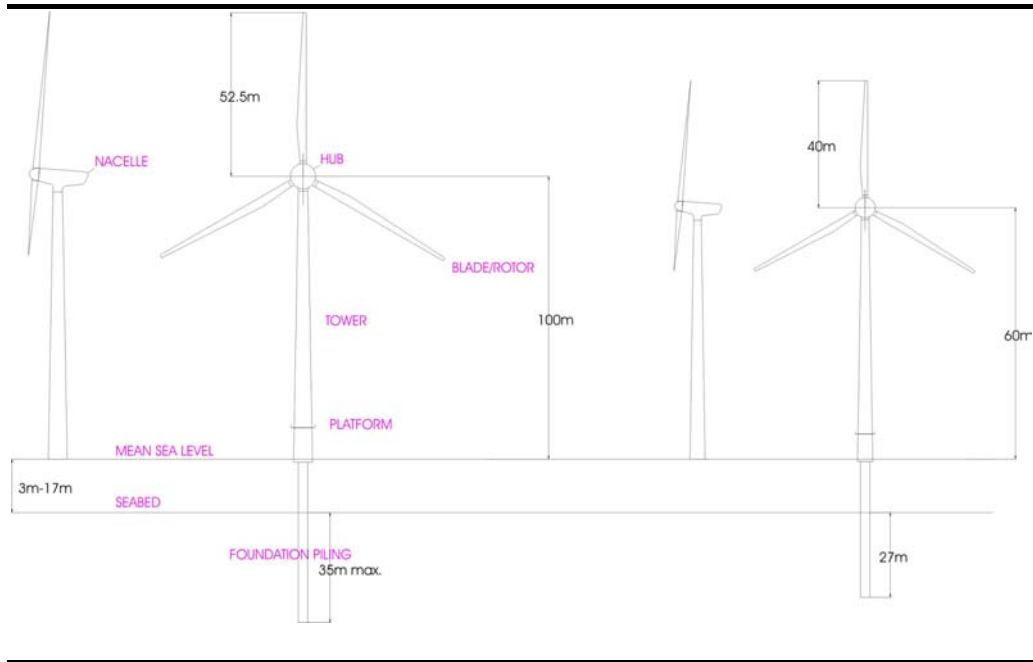 52.5m
NACELLE
HUB
BLADE/ROTOR
100m
TOWER
PLATFORM
MEAN SEA LEVEL
3m-17m
SEABED
FOUNDATION PILING
35m max.
40m
60m
27m